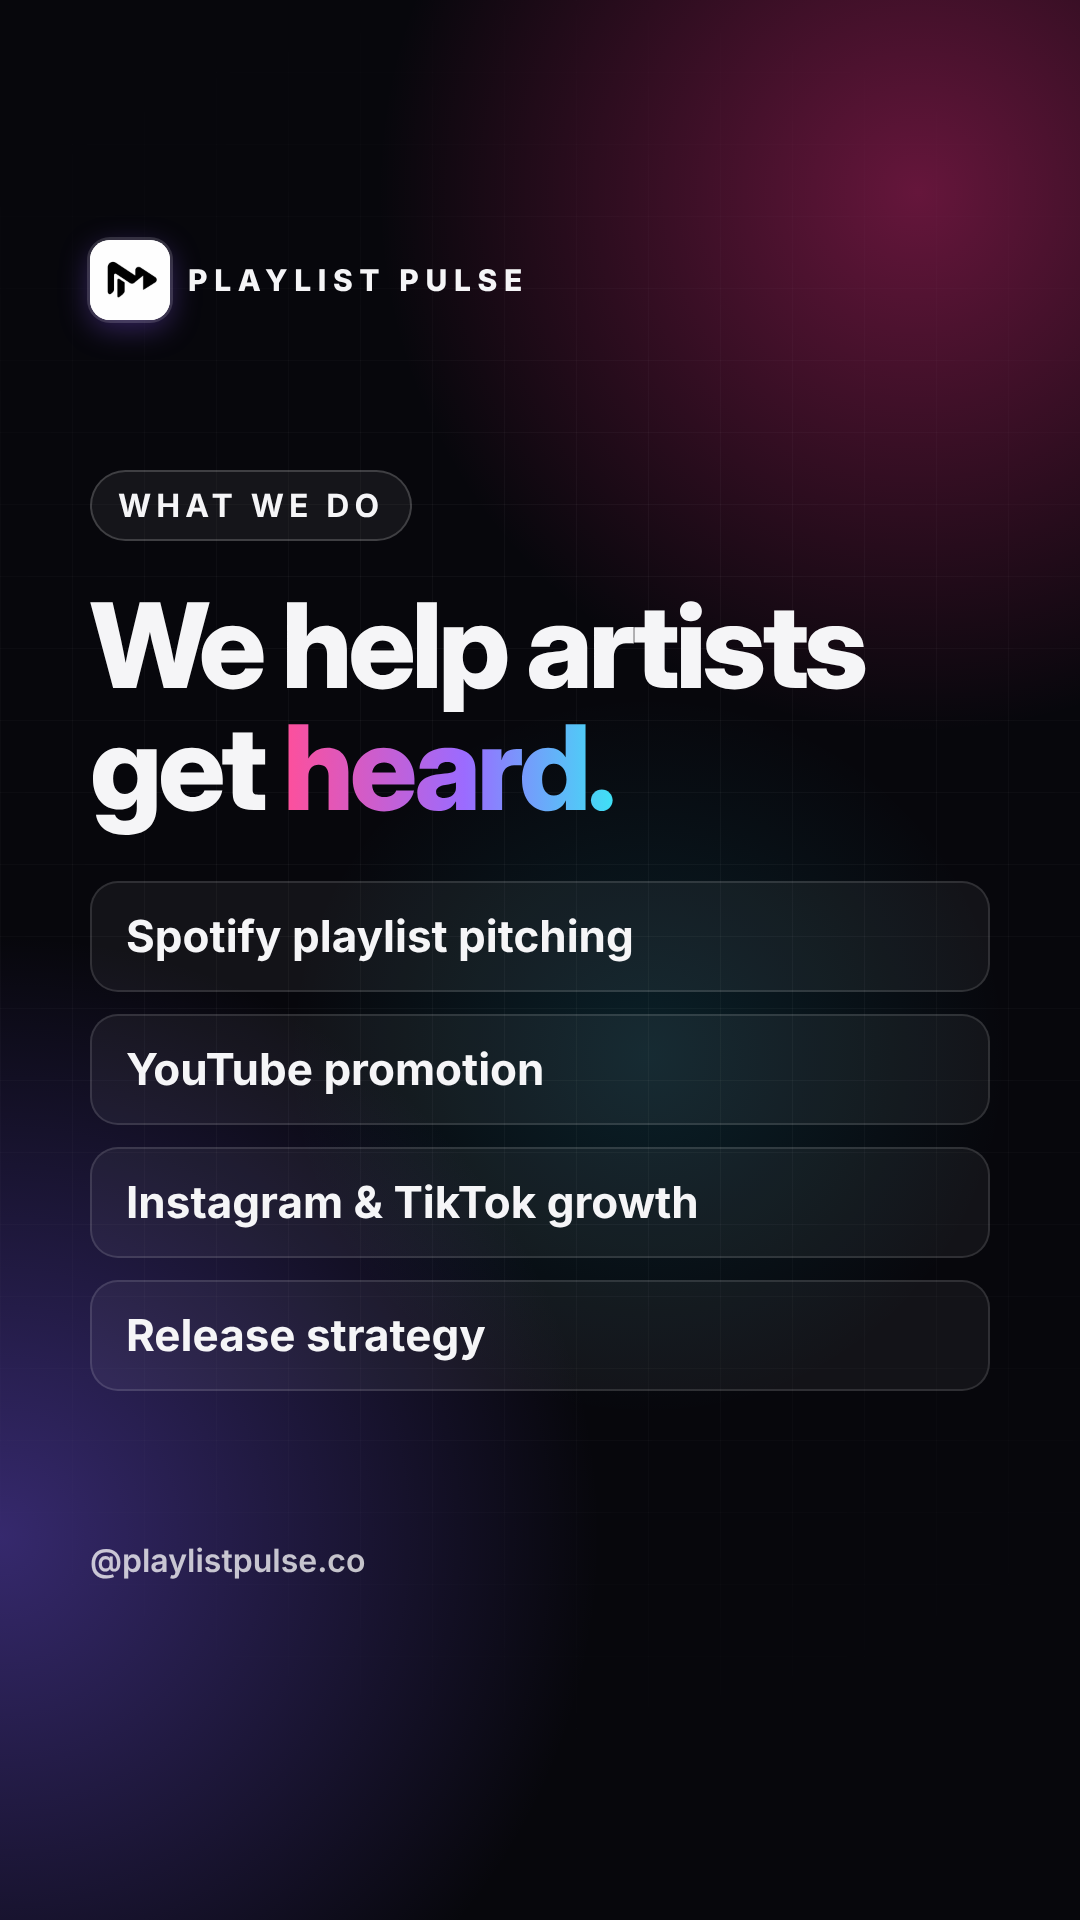 PLAYLIST PULSE
WHAT WE DO
We help artists
get heard.
Spotify playlist pitching
YouTube promotion
Instagram & TikTok growth
Release strategy
@playlistpulse.co